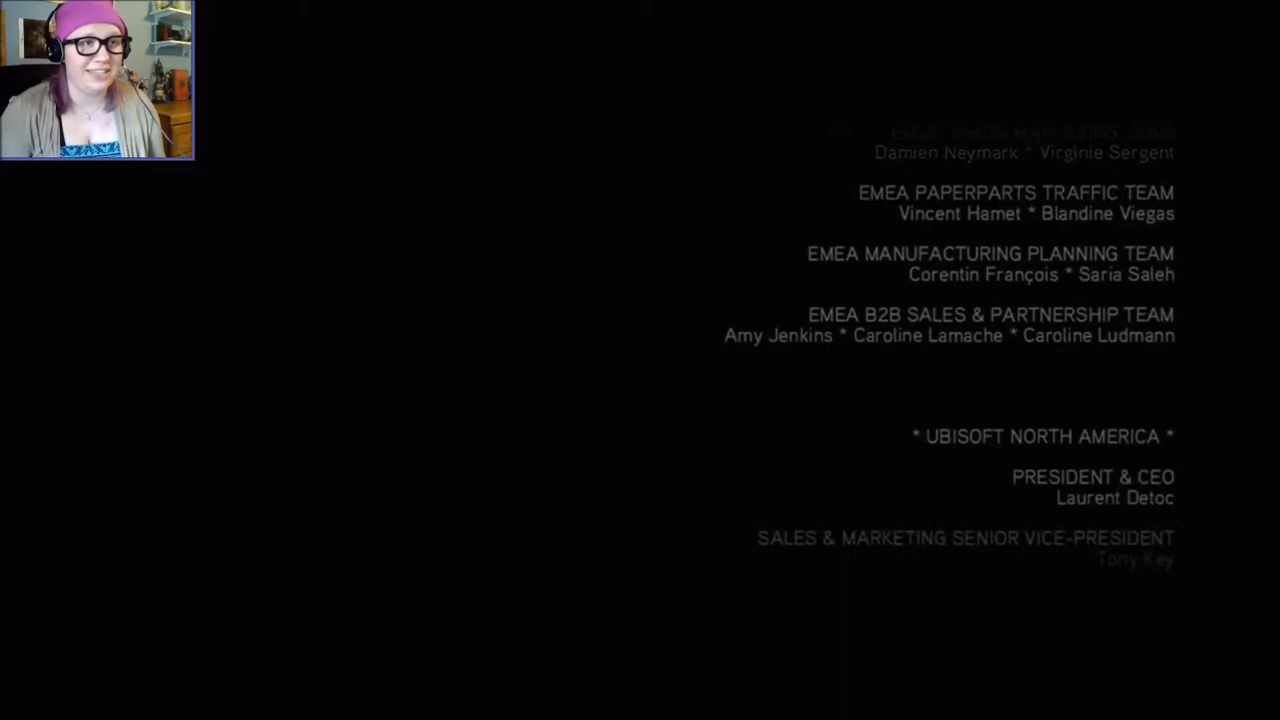 Damien Neymark * Virginie Sergent
EMEA PAPERPARTS TRAFFIC TEAM
Vincent Hamet * Blandine Viegas
EMEA MANUFACTURING PLANNING TEAM
Corentin François * Saria Saleh
EMEA B2B SALES & PARTNERSHIP TEAM
Amy Jenkins * Caroline Lamache * Caroline Ludmann
* UBISOFT NORTH AMERICA *
PRESIDENT & CEO
Laurent Detoc
SALES & MARKETING SENIOR VICE-PRESIDENT
Tony Key